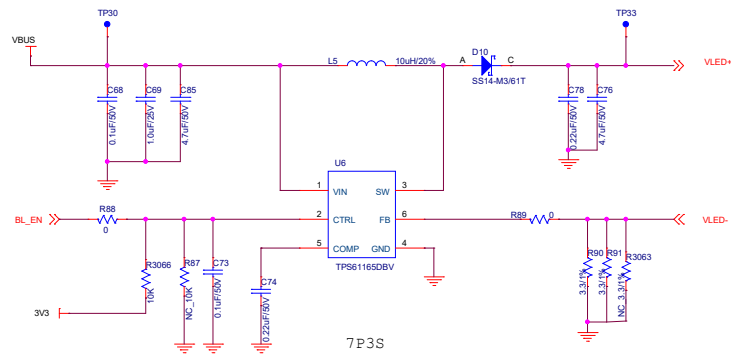 TP30
TP33
VBUS
L5
10uH/20%
A
D10
C
SS14-M3/61T
VLED+
C68
0.1uF/50V
C69
1.0uF/25V
C85
4.7uF/50V
C78
0.22uF/50V
C76
4.7uF/50V
U6
1
VIN
SW
3
BL_EN
R88
0
2
CTRL
FB
6
R89
0
VLED-
5
COMP
GND
4
TPS61165DBV
R3066
10K
R87
NC_10K
C73
0.1uF/50V
C74
0.22uF/50V
R90
3.3/1%
R91
3.3/1%
R3063
NC_3.3/1%
3V3
7P3S